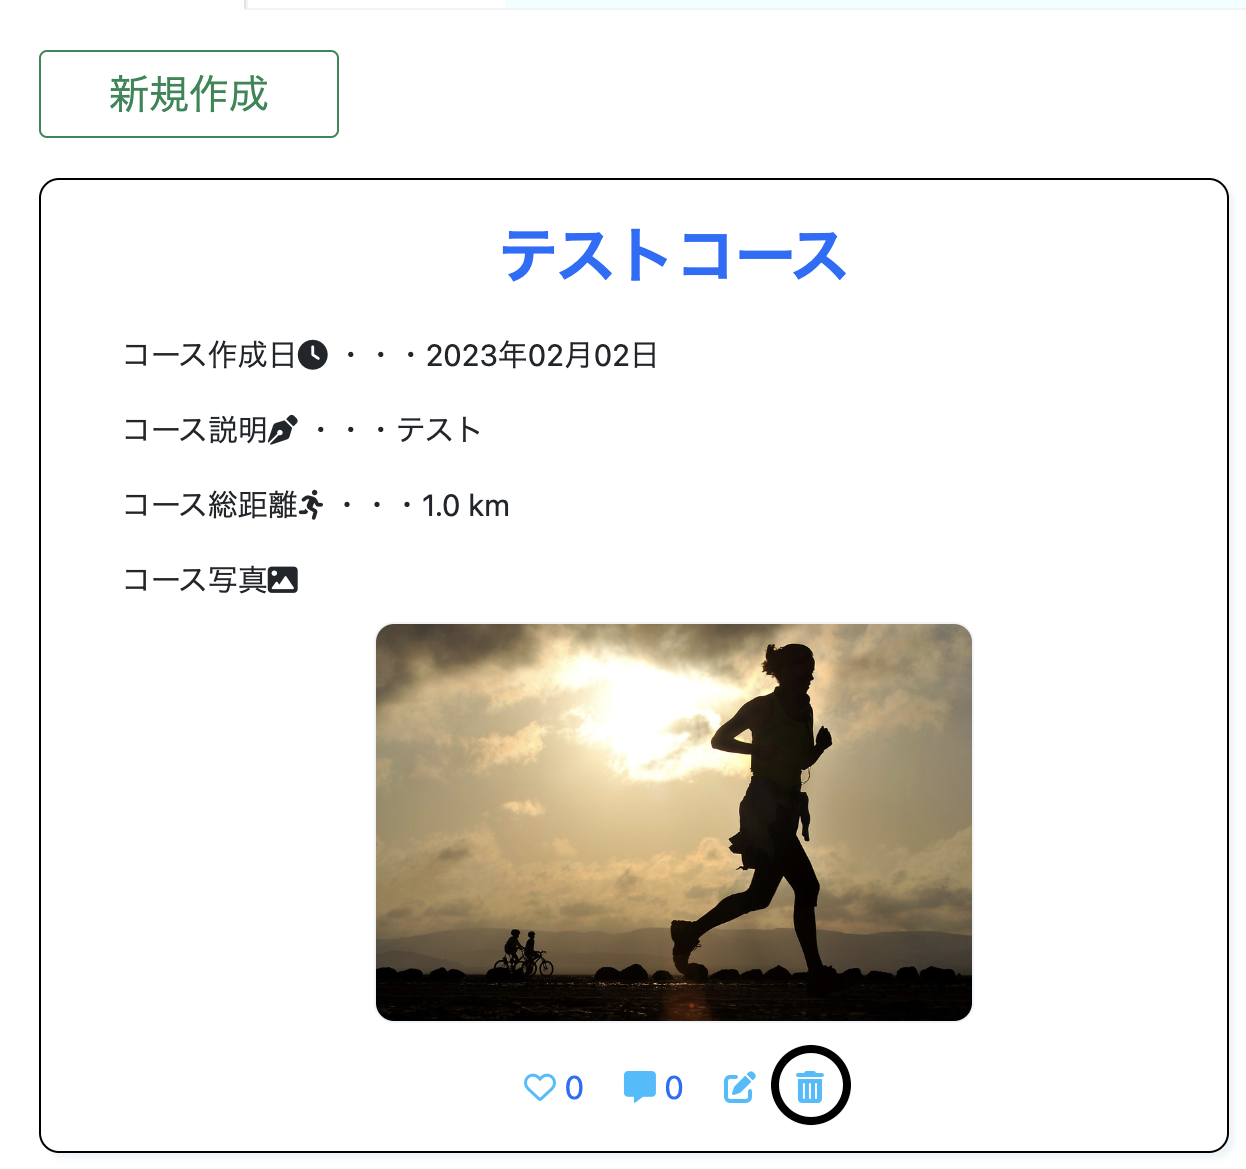 新規作成
テストコース
コース作成日 ・・・2023年02月02日
コース説明 ・・・テスト
コース総距離 ・・・1.0 km
コース写真
0 0